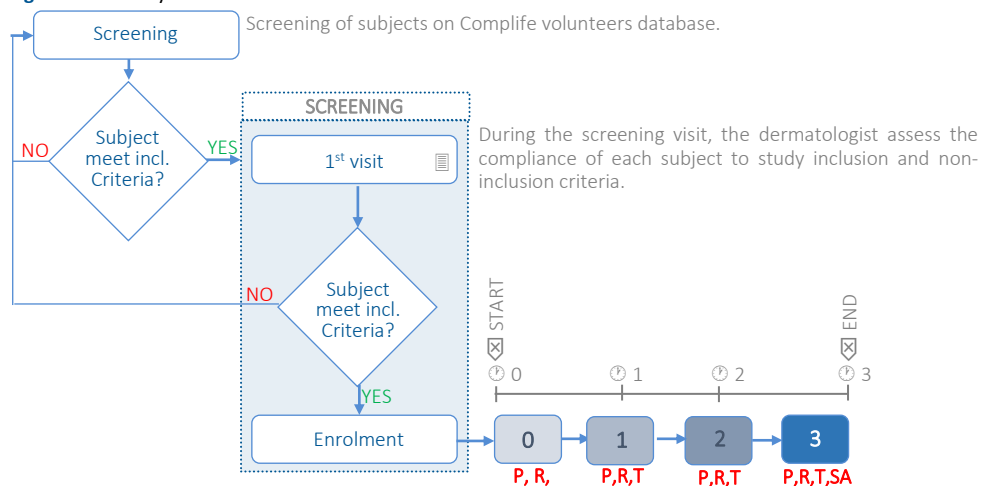 Screening
Screening of subjects on Complife volunteers database.
Subject
meet incl.
Criteria?
NO
YES
SCREENING
1st visit
During the screening visit, the dermatologist assess the
compliance of each subject to study inclusion and non-
inclusion criteria.
NO
Subject
meet incl.
Criteria?
YES
Enrolment
START
END
0
1
2
3
0
1
2
3
P, R,
P,R,T
P,R,T
P,R,T,SA